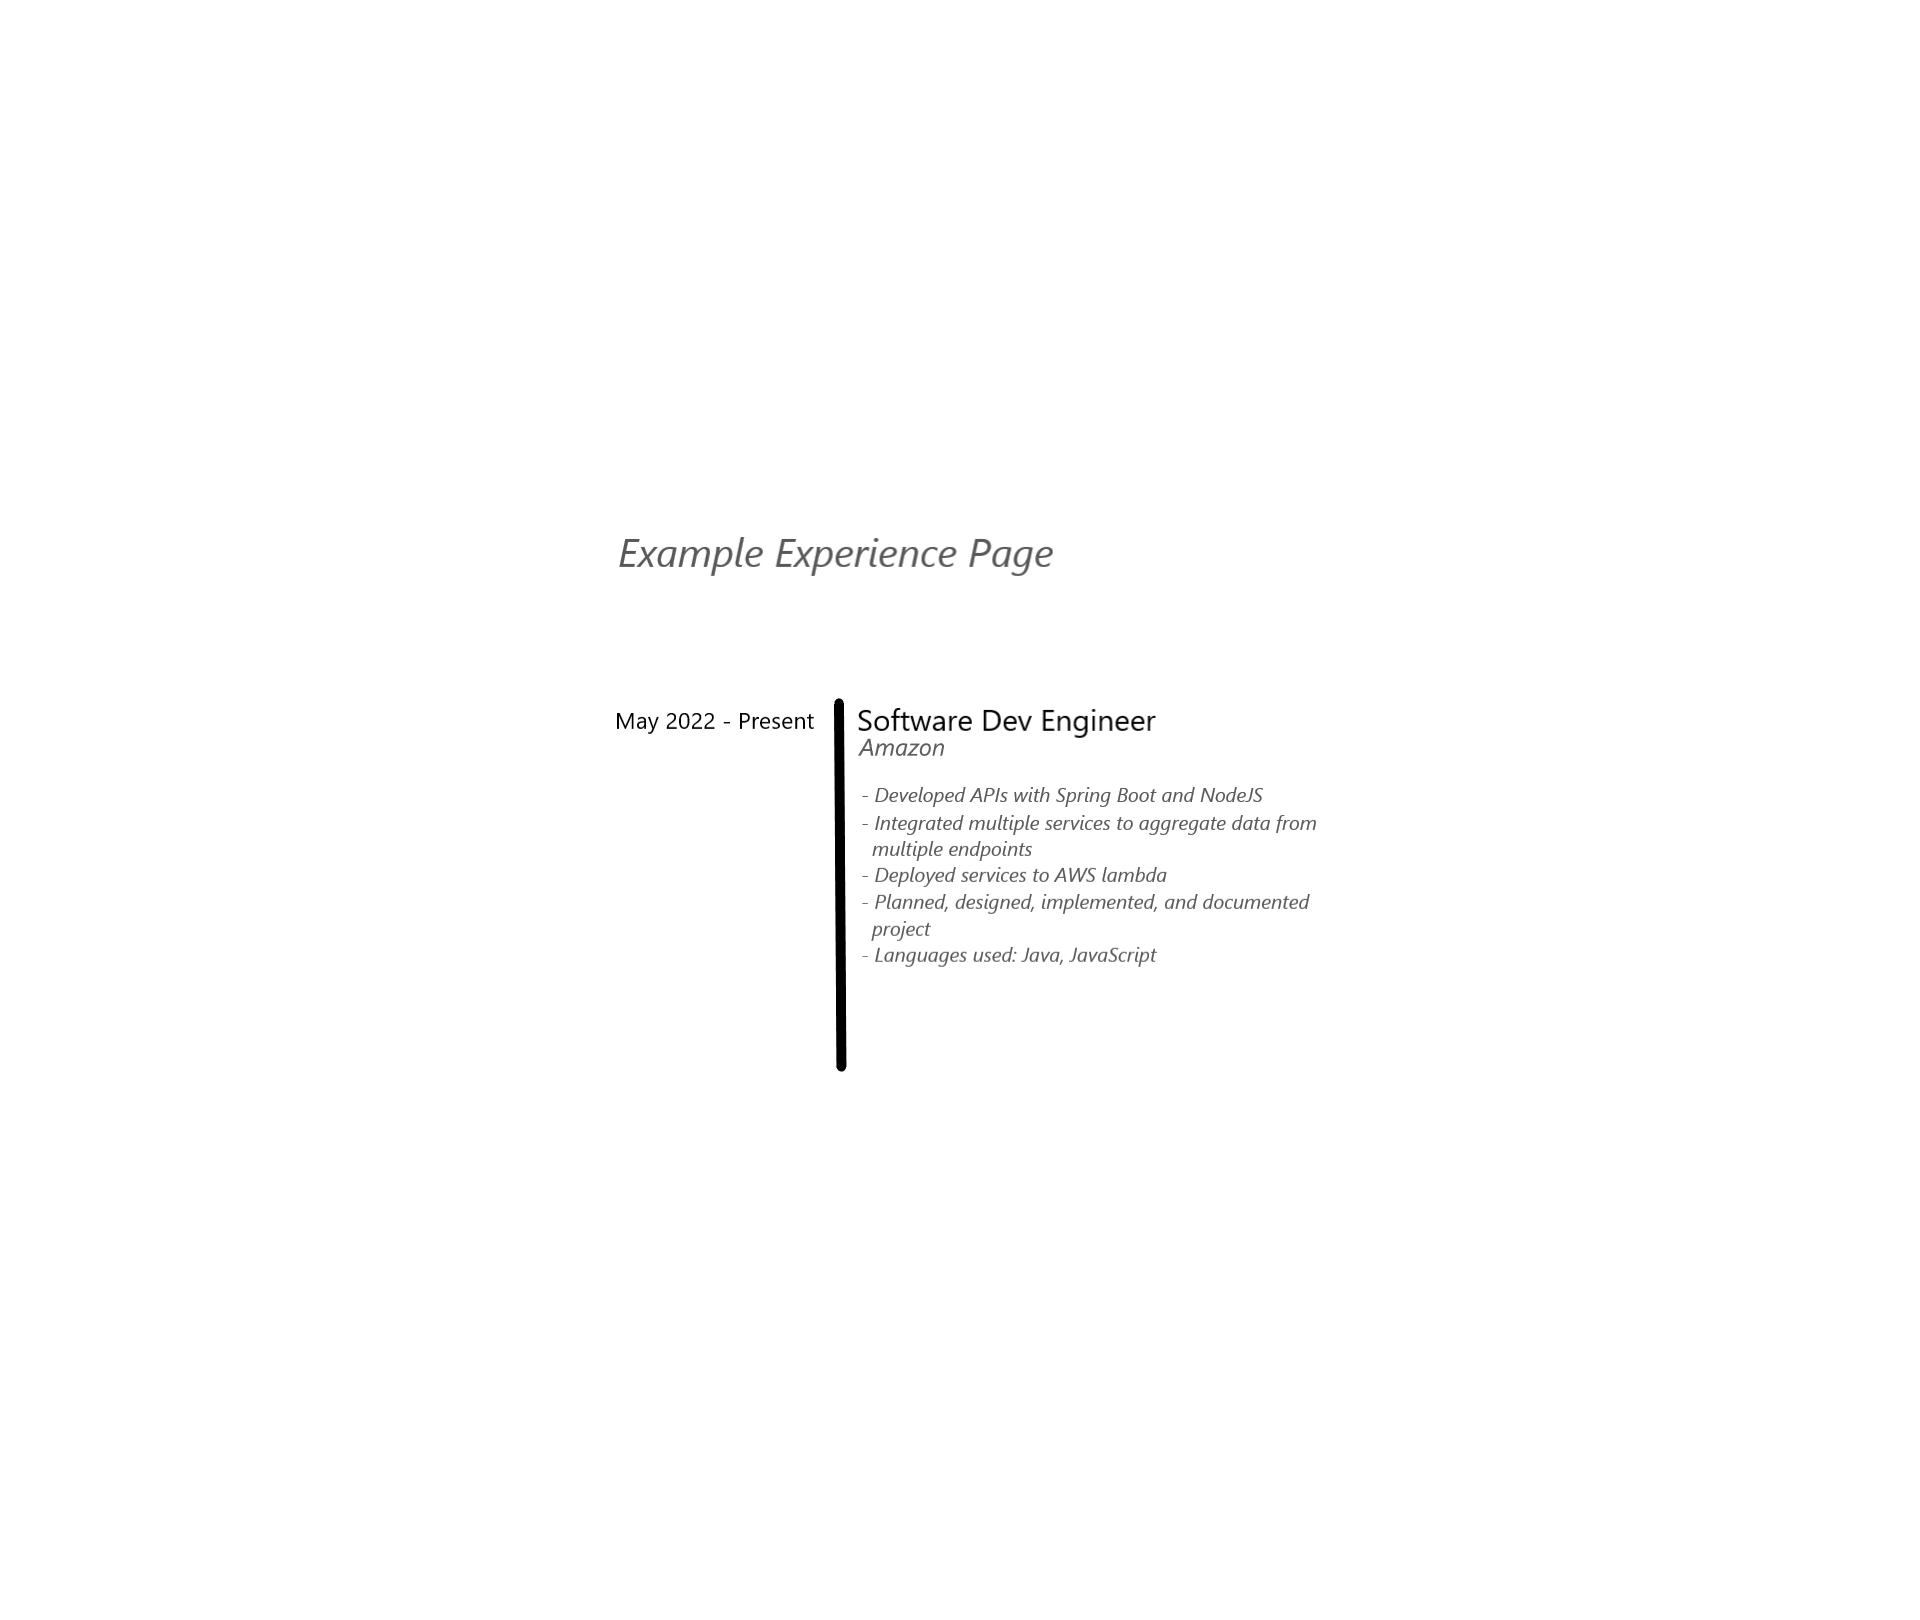 Example Experience Page
May 2022 - Present
Software Dev Engineer
Amazon
- Developed APIs with Spring Boot and NodeJS
- Integrated multiple services to aggregate data from
multiple endpoints
- Deployed services to AWS lambda
- Planned, designed, implemented, and documented
project
- Languages used: Java, JavaScript